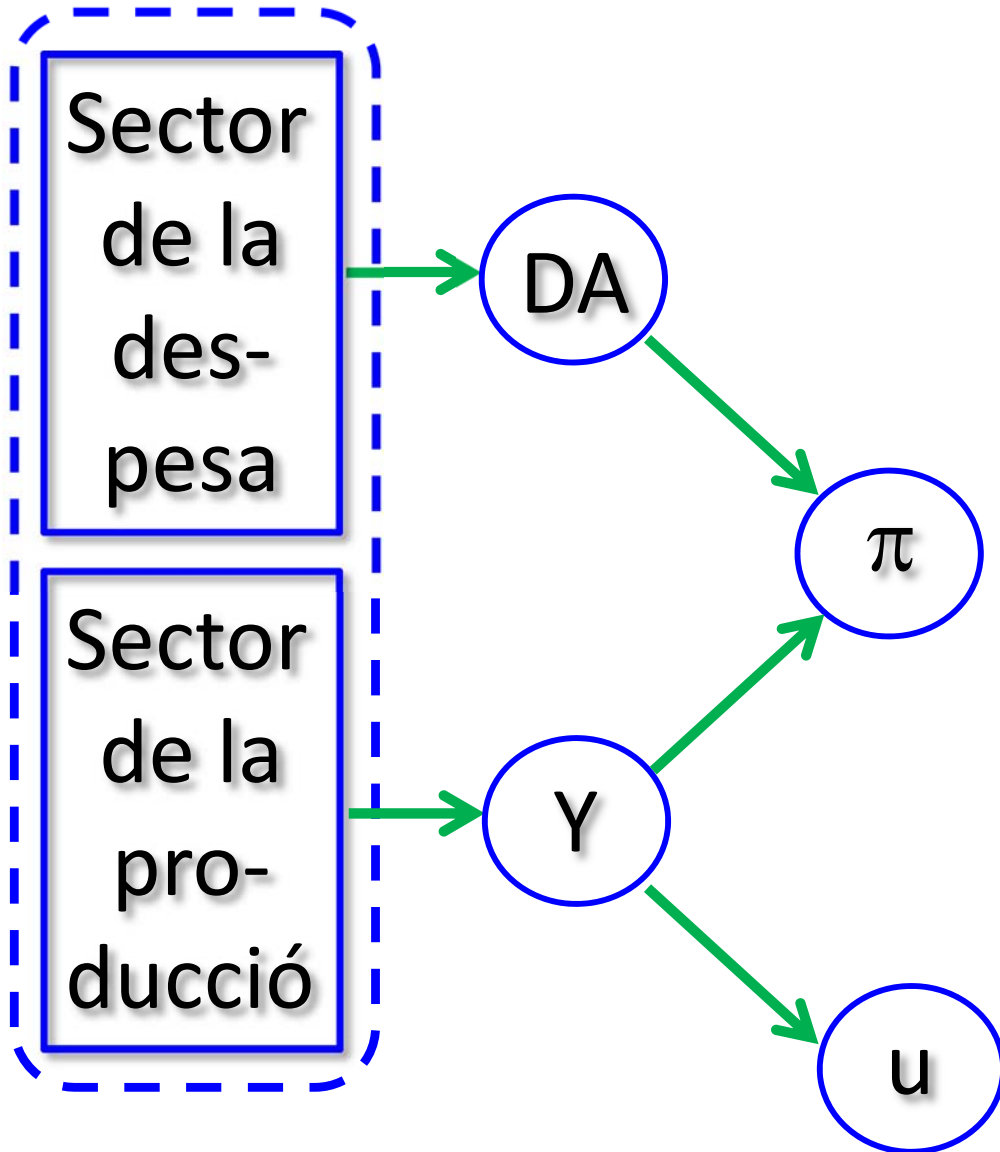 Sector
de la
des-
pesa
DA
π
Sector
de la
pro-
ducció
Y
u